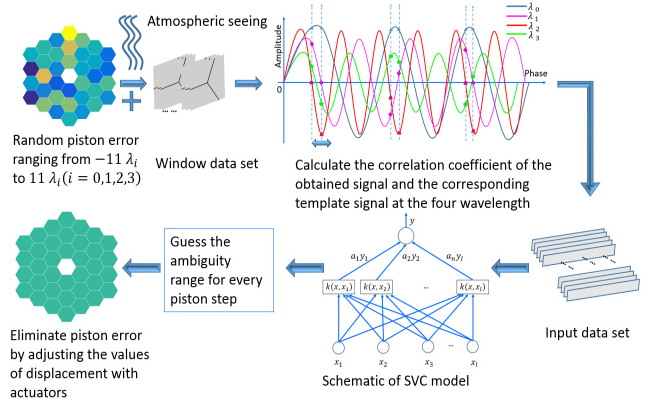 Atmospheric seeing
Random piston error
ranging from −11 λᵢ
to 11 λᵢ(i = 0,1,2,3)
Window data set
Amplitude
0
Phase
λ₀
λ₁
λ₂
λ₃
Calculate the correlation coefficient of the
obtained signal and the corresponding
template signal at the four wavelength
Input data set
y
a₁y₁
a₂y₂
aₙyₗ
k(x,x₁)
k(x,x₂)
..
k(x,xₗ)
x₁
x₂
x₃
..
xₗ
Schematic of SVC model
Guess the
ambiguity
range for every
piston step
Eliminate piston error
by adjusting the values
of displacement with
actuators